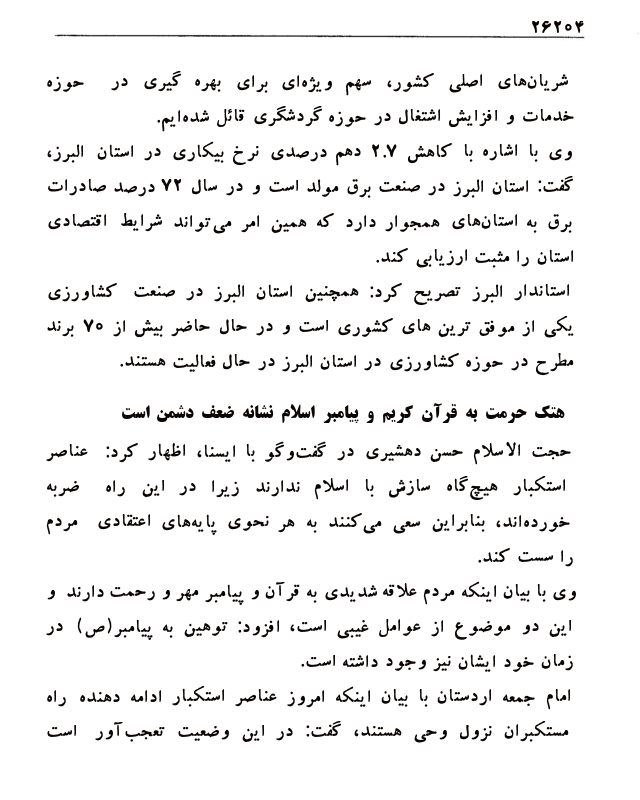 ۲۶۲۰۴
شریان‌های اصلی کشور، سهم ویژه‌ای برای بهره گیری در حوزه
خدمات و افزایش اشتغال در حوزه گردشگری قائل شده‌ایم.
وی با اشاره با کاهش ۲.۷ دهم درصدی نرخ بیکاری در استان البرز،
گفت: استان البرز در صنعت برق مولد است و در سال ۷۲ درصد صادرات
برق به استان‌های همجوار دارد که همین امر می‌تواند شرایط اقتصادی
استان را مثبت ارزیابی کند.
استاندار البرز تصریح کرد: همچنین استان البرز در صنعت کشاورزی
یکی از موفق ترین های کشوری است و در حال حاضر بیش از ۷۰ برند
مطرح در حوزه کشاورزی در استان البرز در حال فعالیت هستند.
هتک حرمت به قرآن کریم و پیامبر اسلام نشانه ضعف دشمن است
حجت الاسلام حسن دهشیری در گفت‌وگو با ایسنا، اظهار کرد: عناصر
استکبار هیچ‌گاه سازش با اسلام ندارند زیرا در این راه ضربه
خورده‌اند، بنابراین سعی می‌کنند به هر نحوی پایه‌های اعتقادی مردم
را سست کند.
وی با بیان اینکه مردم علاقه شدیدی به قرآن و پیامبر مهر و رحمت دارند و
این دو موضوع از عوامل غیبی است، افزود: توهین به پیامبر(ص) در
زمان خود ایشان نیز وجود داشته است.
امام جمعه اردستان با بیان اینکه امروز عناصر استکبار ادامه دهنده راه
مستکبران نزول وحی هستند، گفت: در این وضعیت تعجب‌آور است